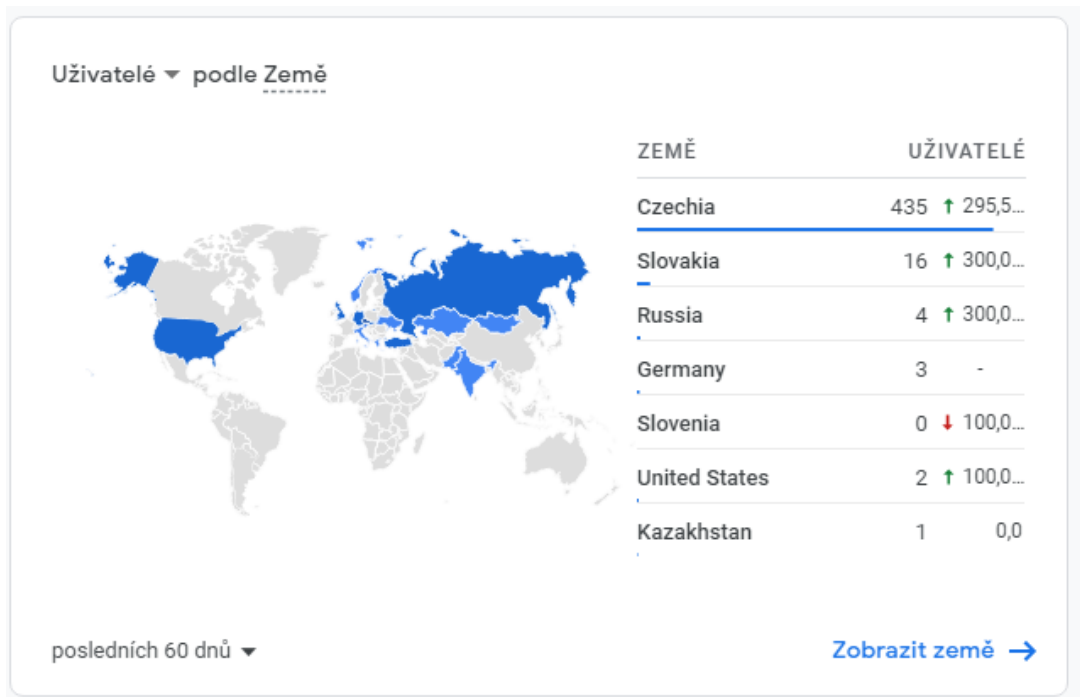 Uživatelé podle Země
ZEMĚ UŽIVATELÉ
Czechia 435 ↑ 295,5...
Slovakia 16 ↑ 300,0...
Russia 4 ↑ 300,0...
Germany 3 -
Slovenia 0 ↓ 100,0...
United States 2 ↑ 100,0...
Kazakhstan 1 0,0
posledních 60 dnů Zobrazit země →